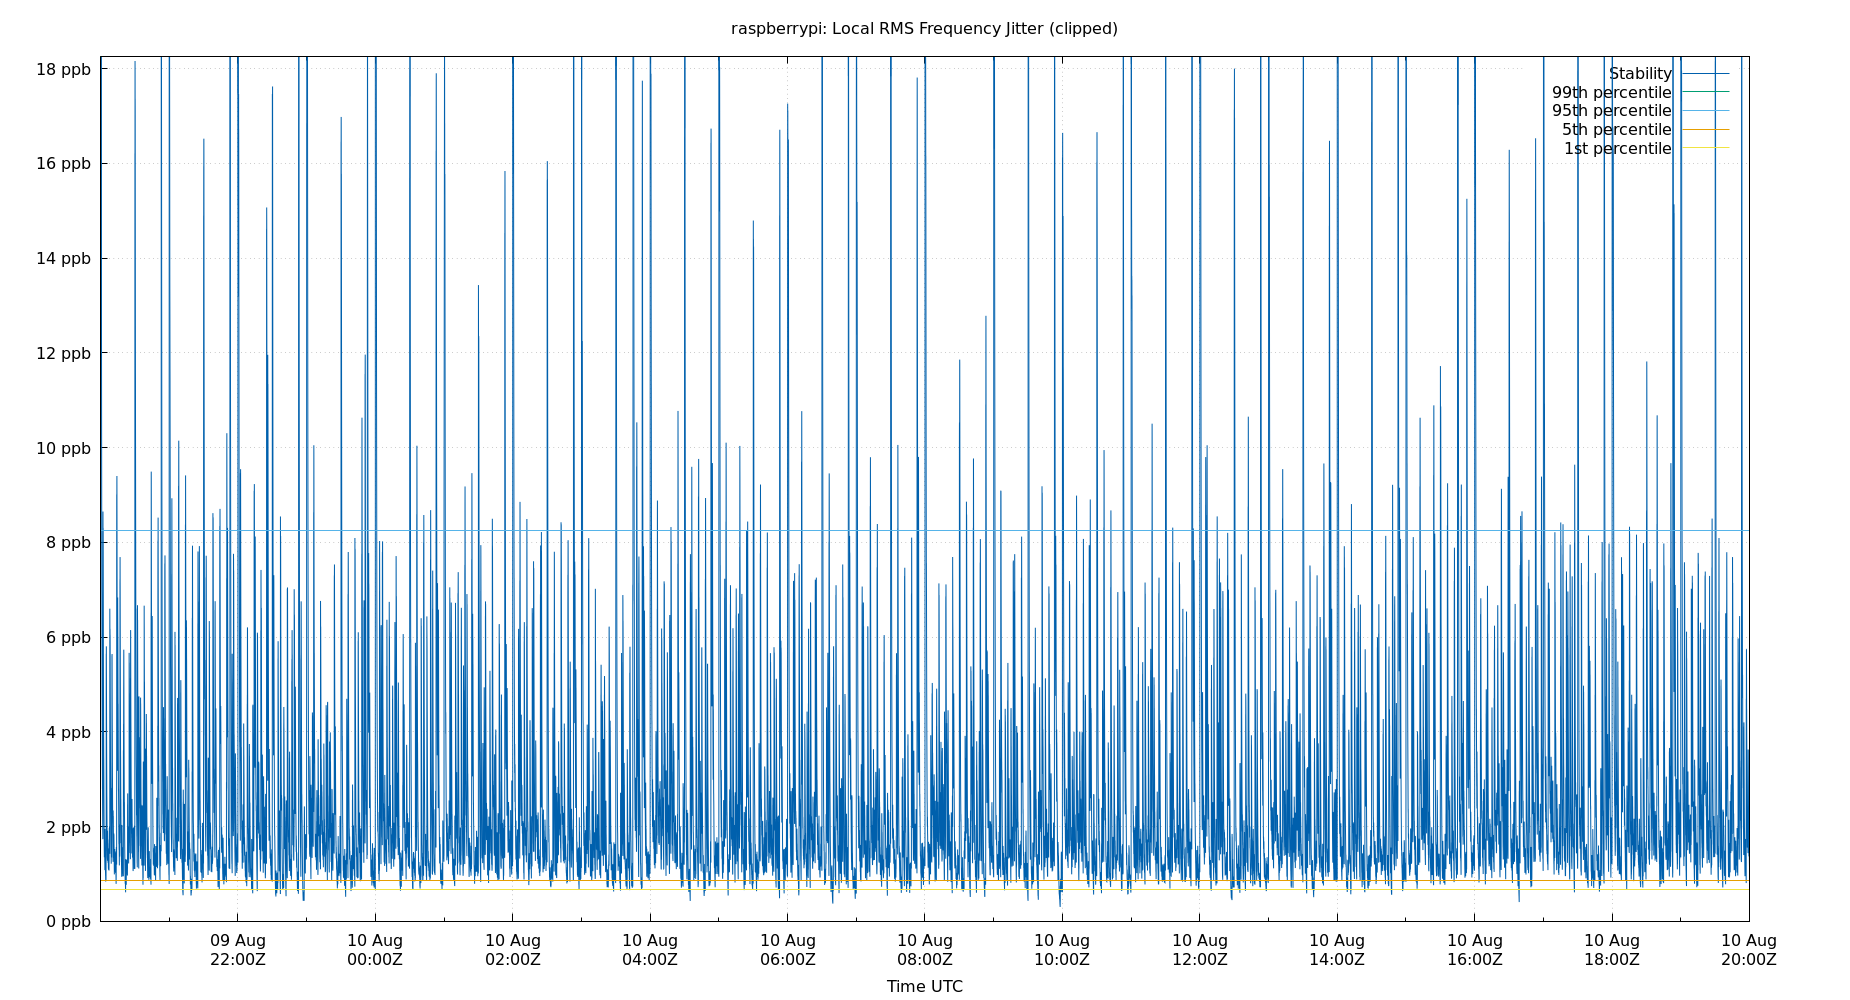 raspberrypi: Local RMS Frequency Jitter (clipped)
18 ppb
16 ppb
14 ppb
12 ppb
10 ppb
8 ppb
6 ppb
4 ppb
2 ppb
0 ppb
Stability
99th percentile
95th percentile
5th percentile
1st percentile
09 Aug 10 Aug 10 Aug 10 Aug 10 Aug 10 Aug 10 Aug 10 Aug 10 Aug 10 Aug 10 Aug 10 Aug
22:00Z 00:00Z 02:00Z 04:00Z 06:00Z 08:00Z 10:00Z 12:00Z 14:00Z 16:00Z 18:00Z 20:00Z
Time UTC